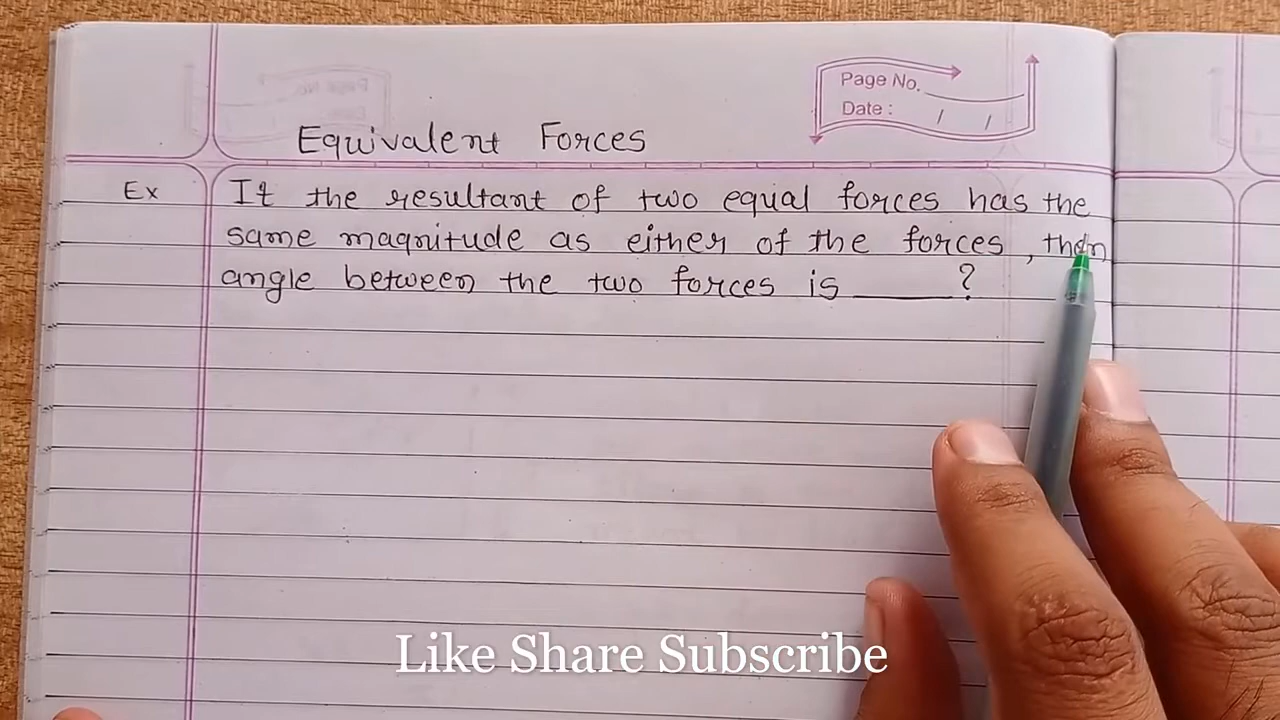 Page No.
Date : / /
Equivalent Forces
Ex If the resultant of two equal forces has the
same magnitude as either of the forces , then
angle between the two forces is ____ ?
Like Share Subscribe